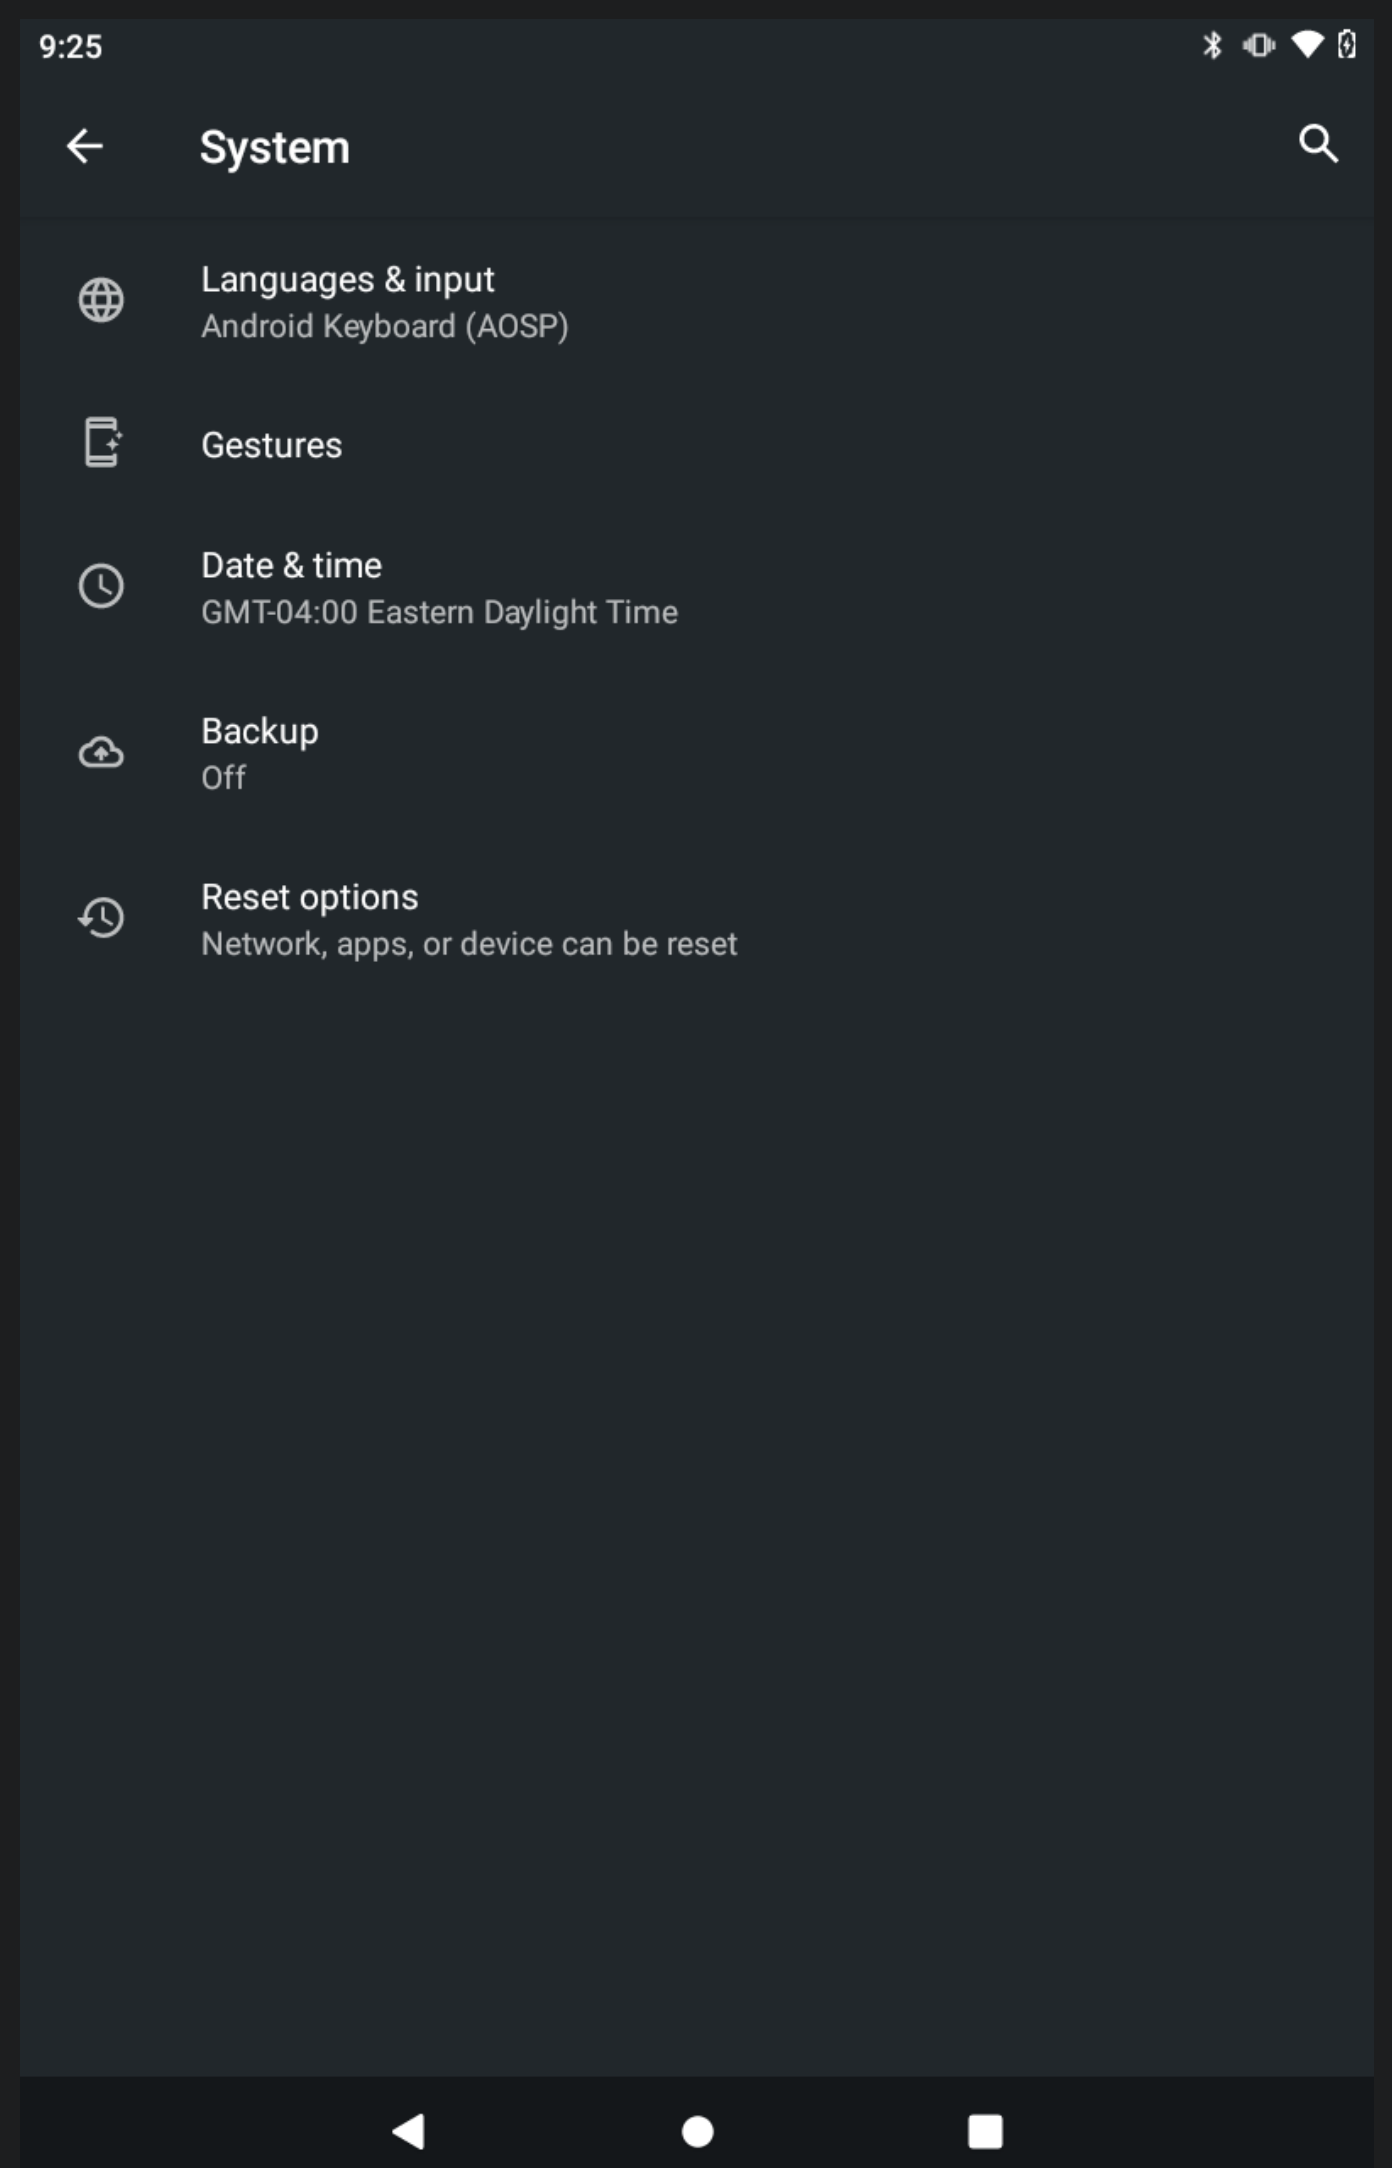 9:25
System
Languages & input
Android Keyboard (AOSP)
Gestures
Date & time
GMT-04:00 Eastern Daylight Time
Backup
Off
Reset options
Network, apps, or device can be reset